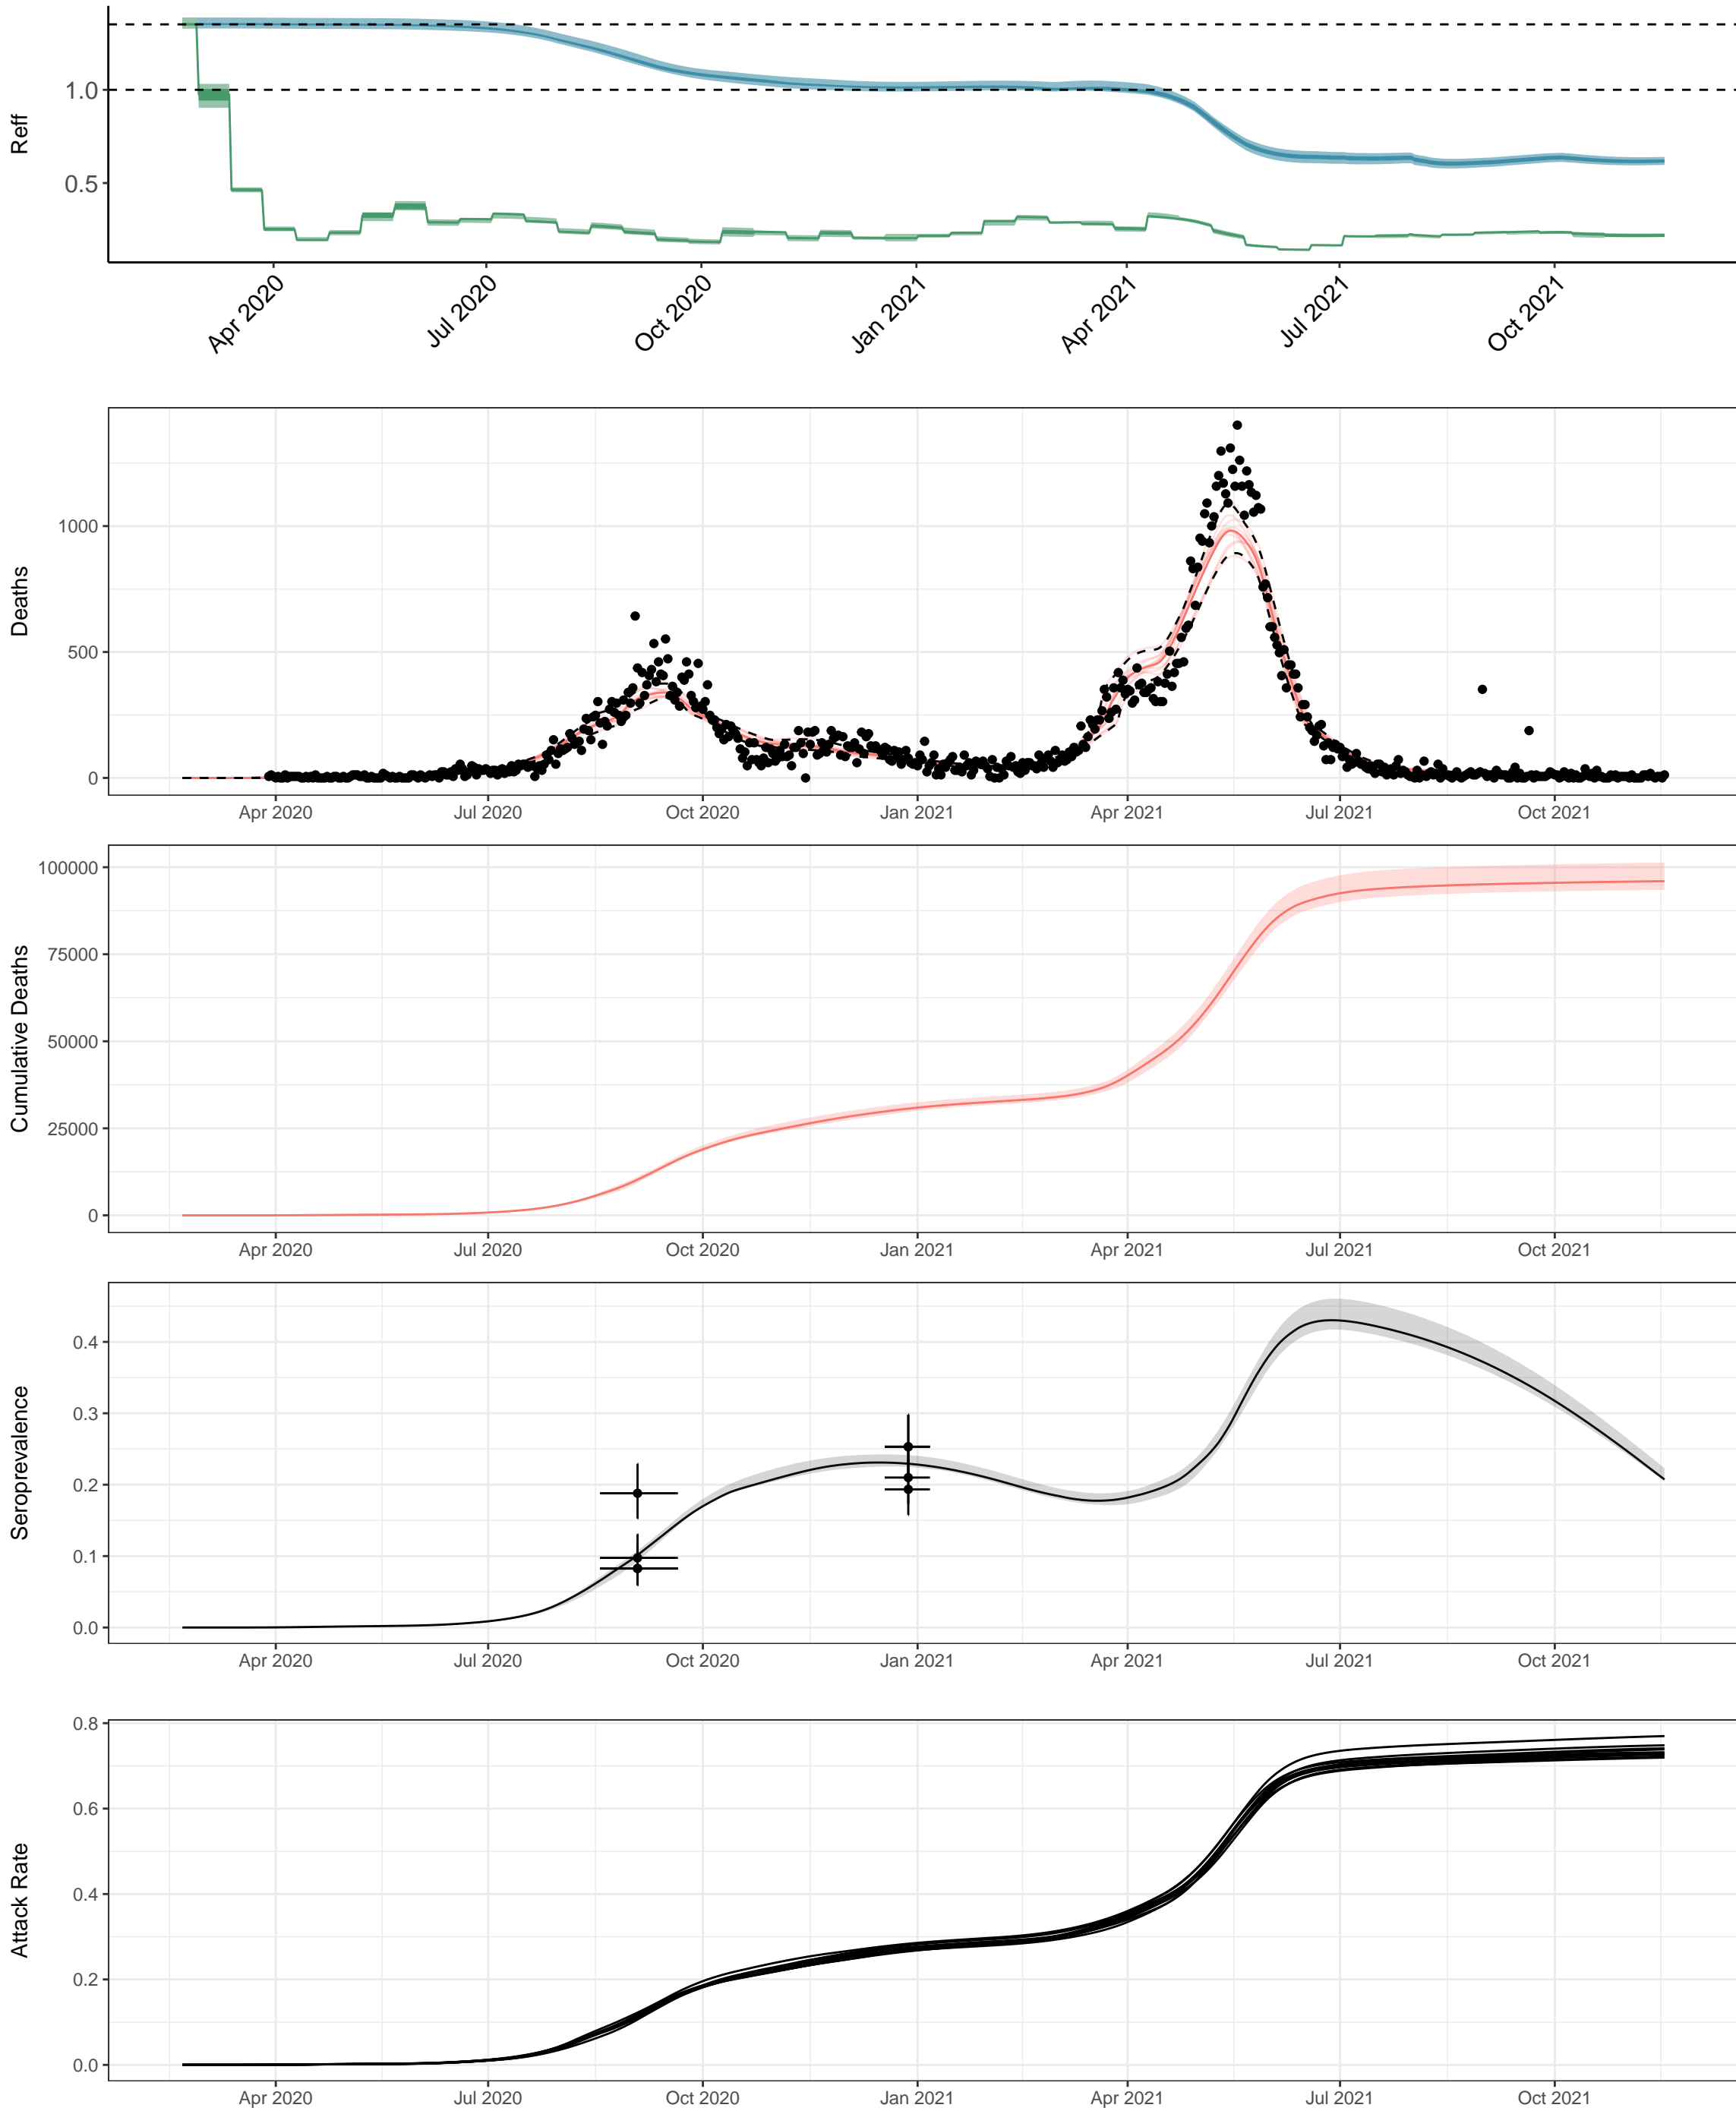 Reff
1.0
0.5
Apr 2020
Jul 2020
Oct 2020
Jan 2021
Apr 2021
Jul 2021
Oct 2021
Deaths
1000
500
0
Apr 2020
Jul 2020
Oct 2020
Jan 2021
Apr 2021
Jul 2021
Oct 2021
Cumulative Deaths
100000
75000
50000
25000
0
Apr 2020
Jul 2020
Oct 2020
Jan 2021
Apr 2021
Jul 2021
Oct 2021
Seroprevalence
0.4
0.3
0.2
0.1
0.0
Apr 2020
Jul 2020
Oct 2020
Jan 2021
Apr 2021
Jul 2021
Oct 2021
Attack Rate
0.8
0.6
0.4
0.2
0.0
Apr 2020
Jul 2020
Oct 2020
Jan 2021
Apr 2021
Jul 2021
Oct 2021